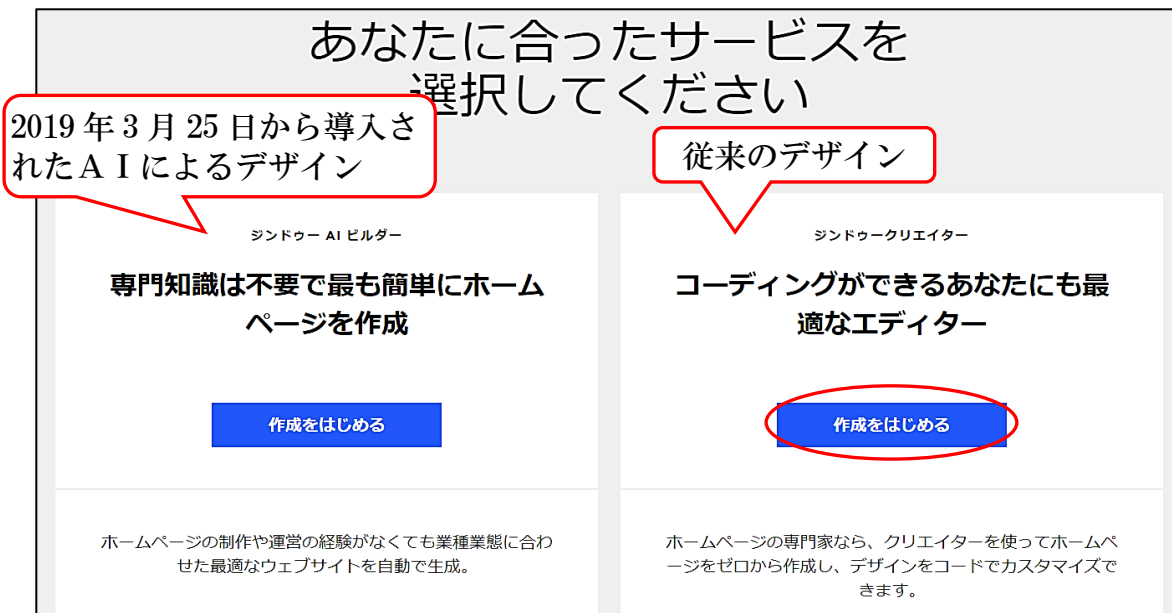 あなたに合ったサービスを
選択してください
2019 年 3 月 25 日から導入さ
れたＡＩによるデザイン
従来のデザイン
ジンドゥー AI ビルダー
専門知識は不要で最も簡単にホーム
ページを作成
作成をはじめる
ホームページの制作や運営の経験がなくても業種業態に合わ
せた最適なウェブサイトを自動で生成。
ジンドゥークリエイター
コーディングができるあなたにも最
適なエディター
作成をはじめる
ホームページの専門家なら、クリエイターを使ってホームペ
ージをゼロから作成し、デザインをコードでカスタマイズで
きます。